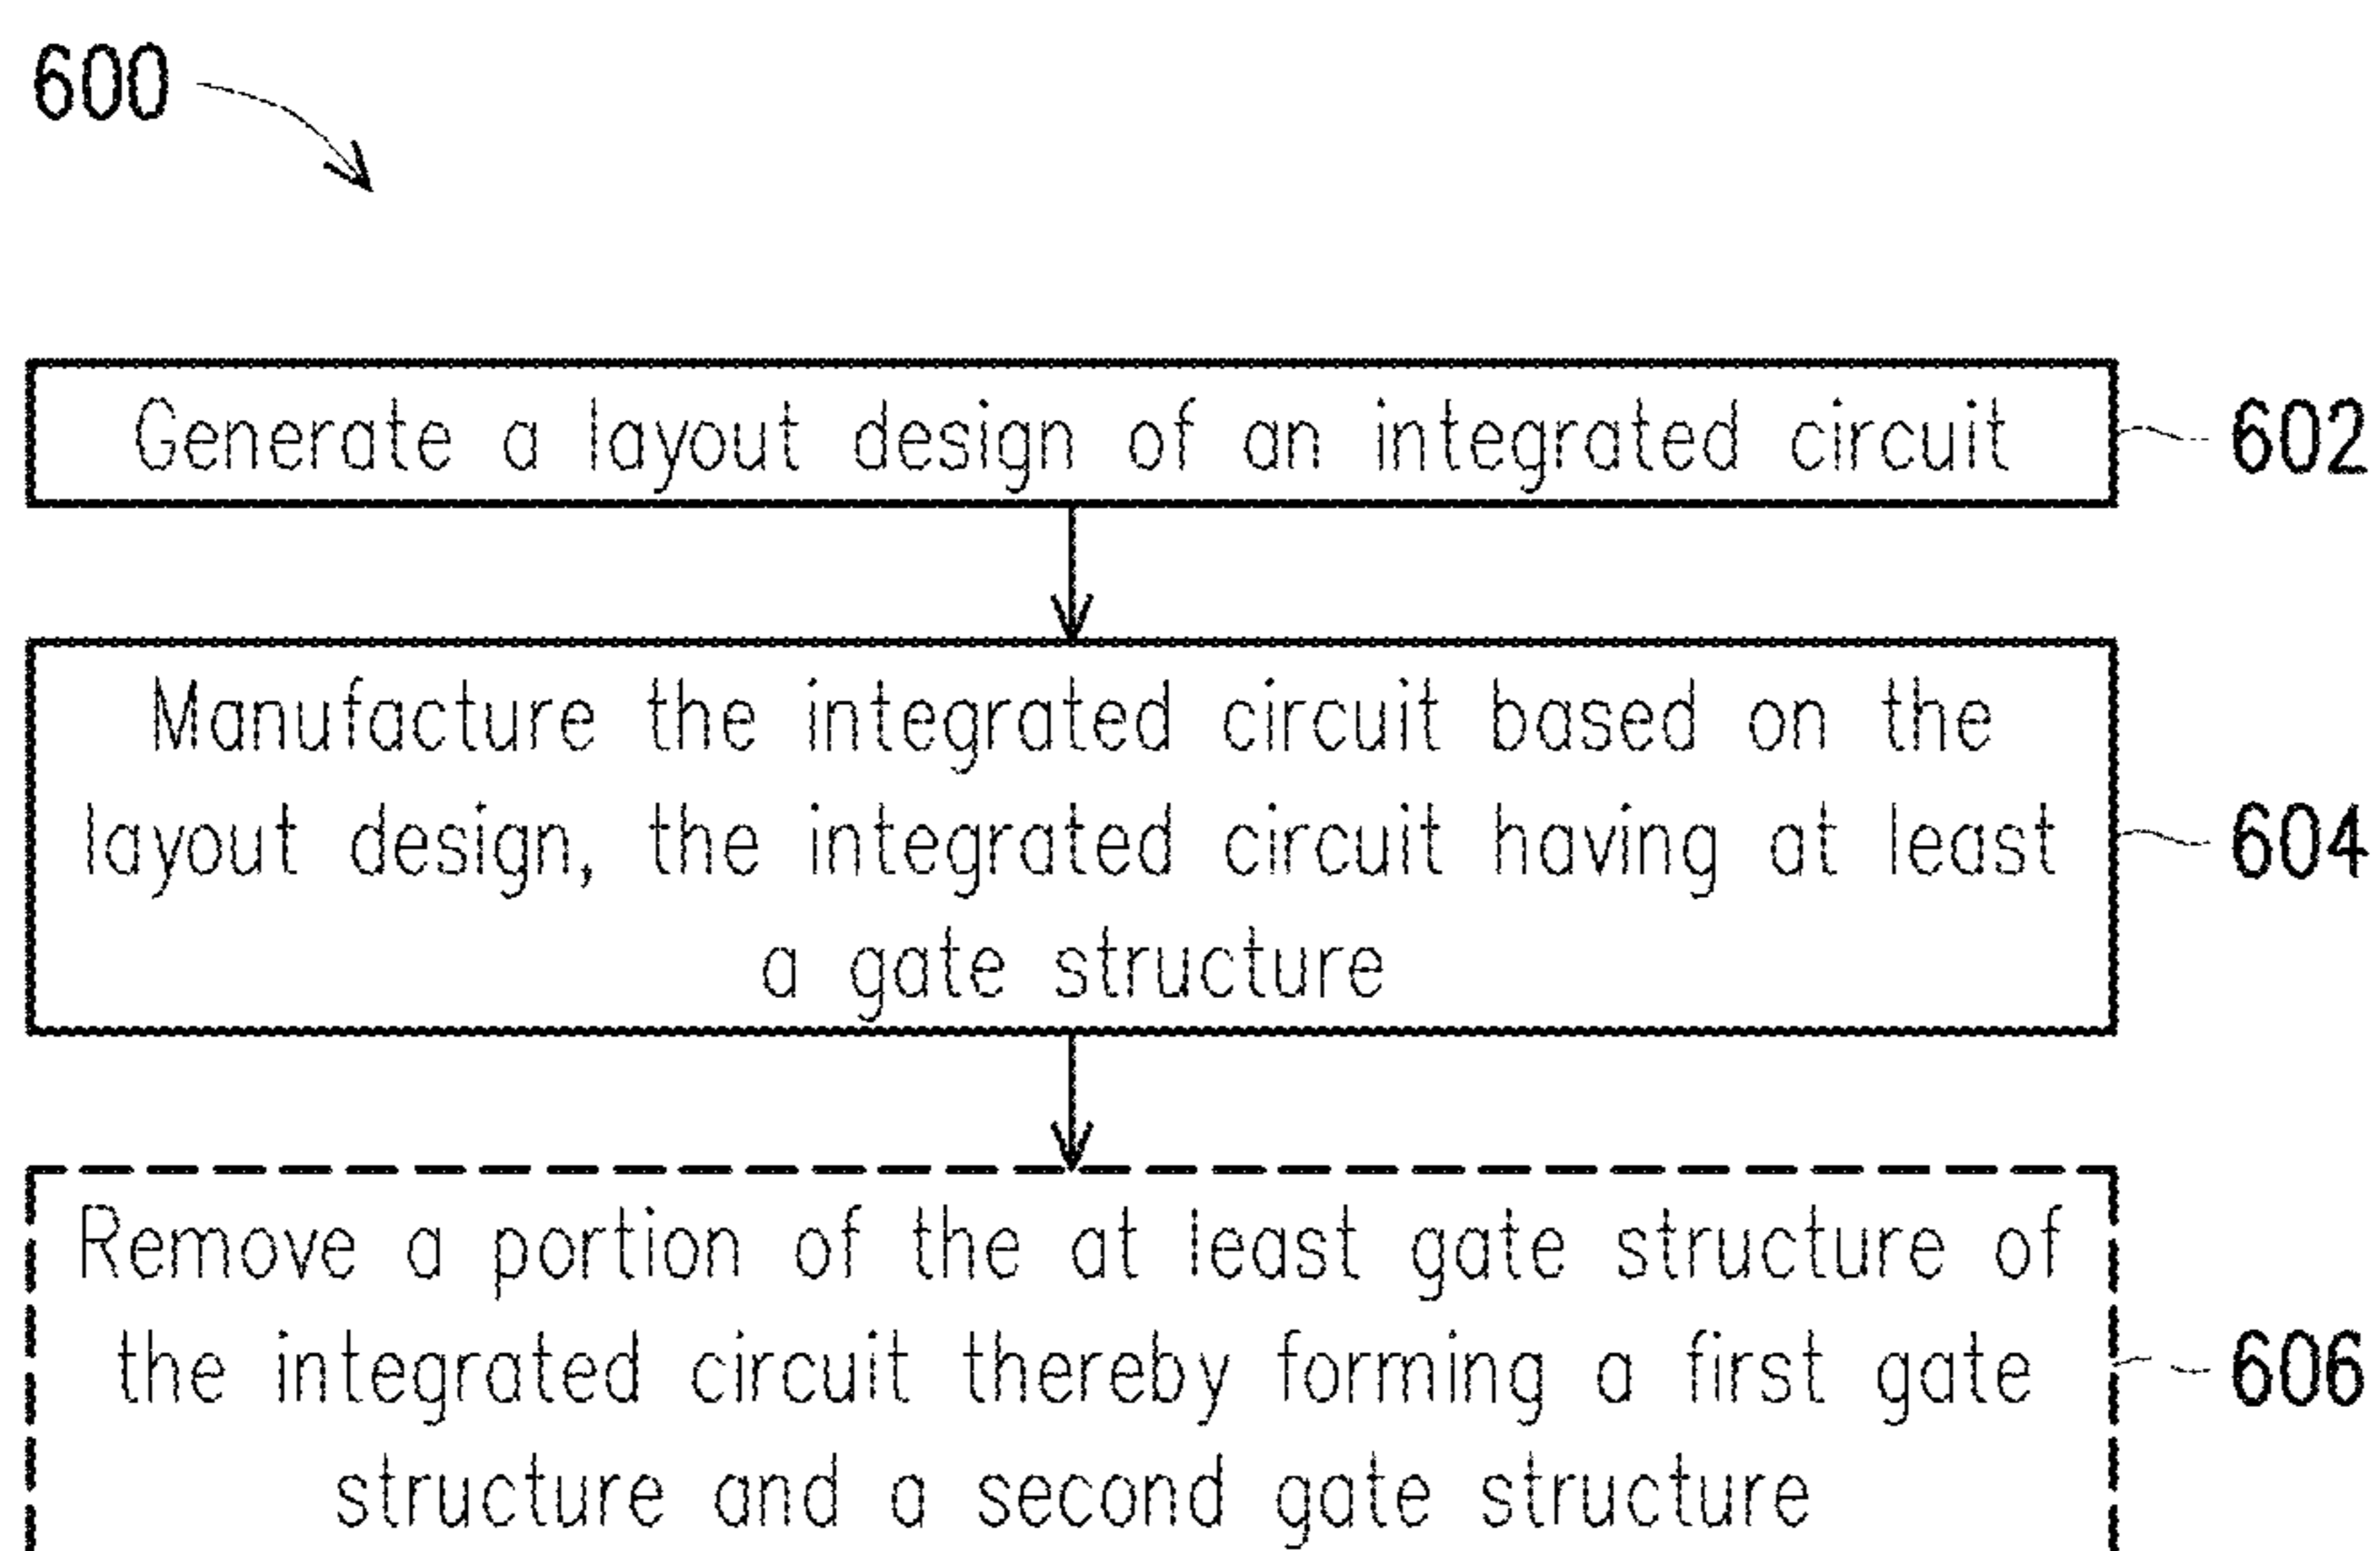 600
Generate a layout design of an integrated circuit
602
Manufacture the integrated circuit based on the
layout design, the integrated circuit having at least
a gate structure
604
Remove a portion of the at least gate structure of
the integrated circuit thereby forming a first gate
structure and a second gate structure
606